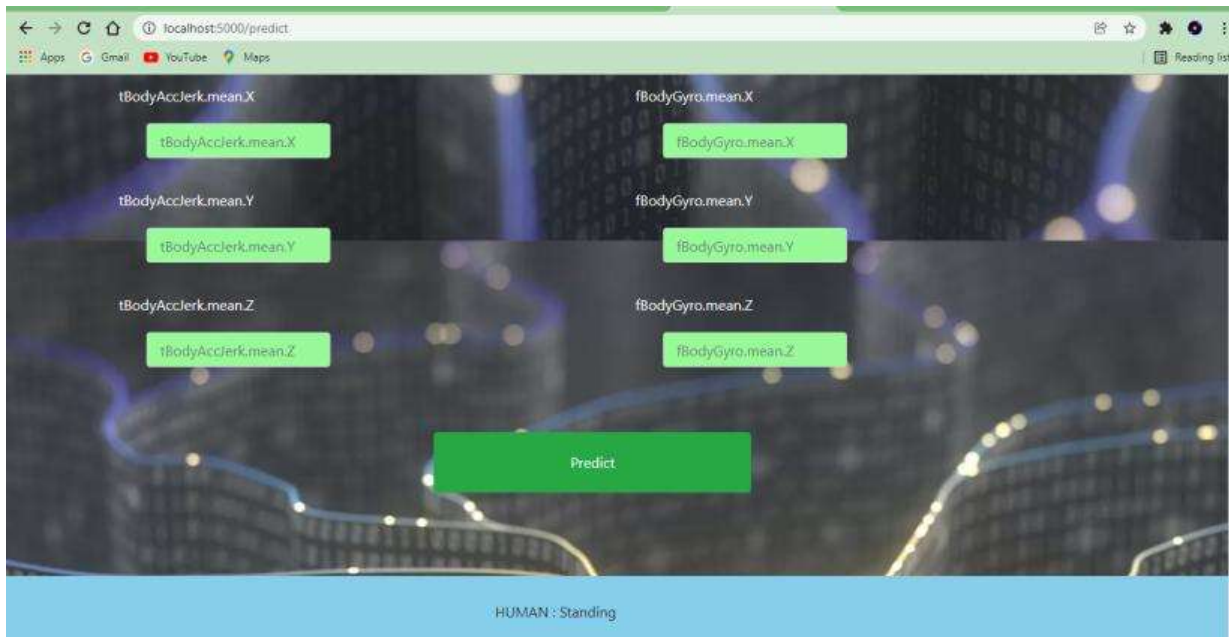 localhost:5000/predict
Apps Gmail YouTube Maps Reading list
tBodyAccJerk.mean.X fBodyGyro.mean.X
tBodyAccJerk.mean.X fBodyGyro.mean.X
tBodyAccJerk.mean.Y fBodyGyro.mean.Y
tBodyAccJerk.mean.Y fBodyGyro.mean.Y
tBodyAccJerk.mean.Z fBodyGyro.mean.Z
tBodyAccJerk.mean.Z fBodyGyro.mean.Z
Predict
HUMAN : Standing